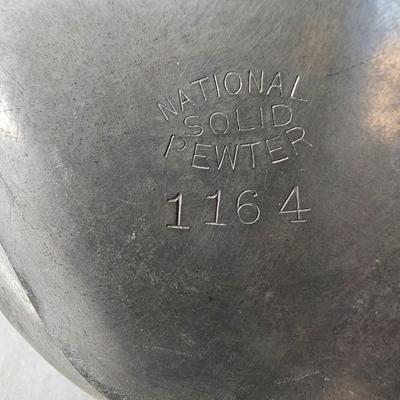 NATIONAL
SOLID
PEWTER
1164